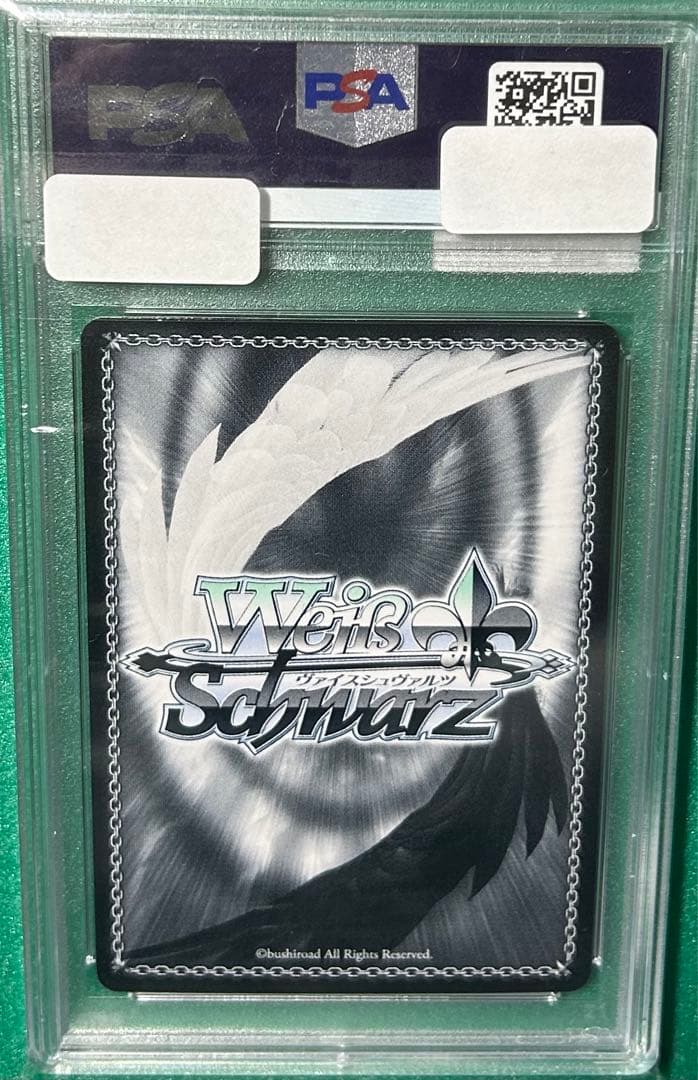 PSA
PSA
Weiß
ヴァイスシュヴァルツ
Schwarz
©bushiroad All Rights Reserved.